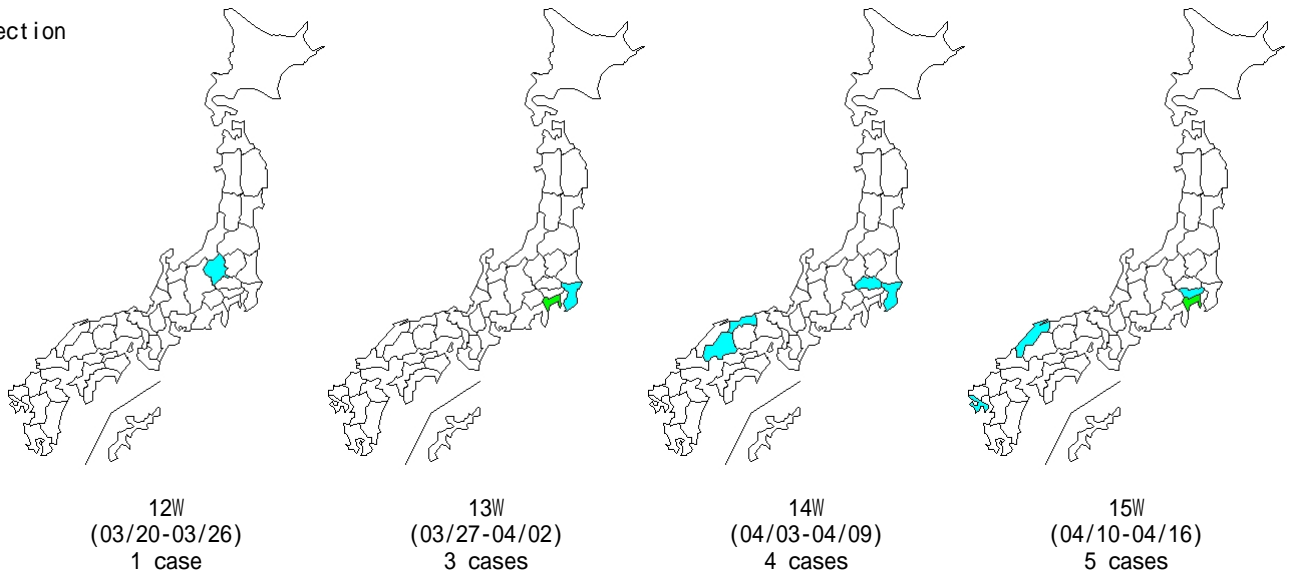 ection
12W
(03/20-03/26)
1 case
13W
(03/27-04/02)
3 cases
14W
(04/03-04/09)
4 cases
15W
(04/10-04/16)
5 cases